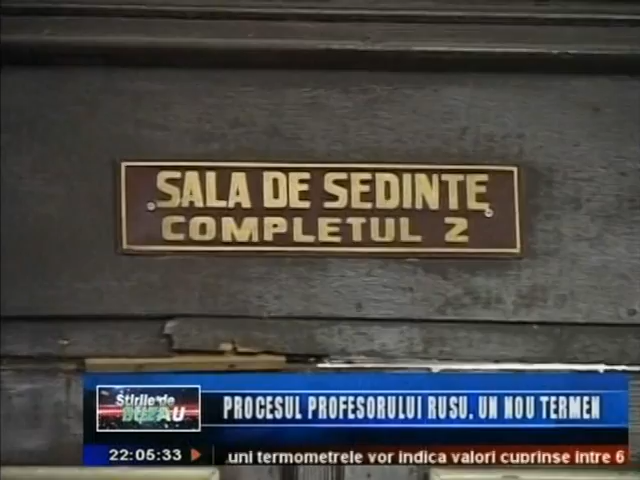 SALA DE SEDINTE
COMPLETUL 2
Știrile de
BUZAU
PROCESUL PROFESORULUI RUSU. UN NOU TERMEN
22:05:33
uni termometrele vor indica valori cuprinse intre 6